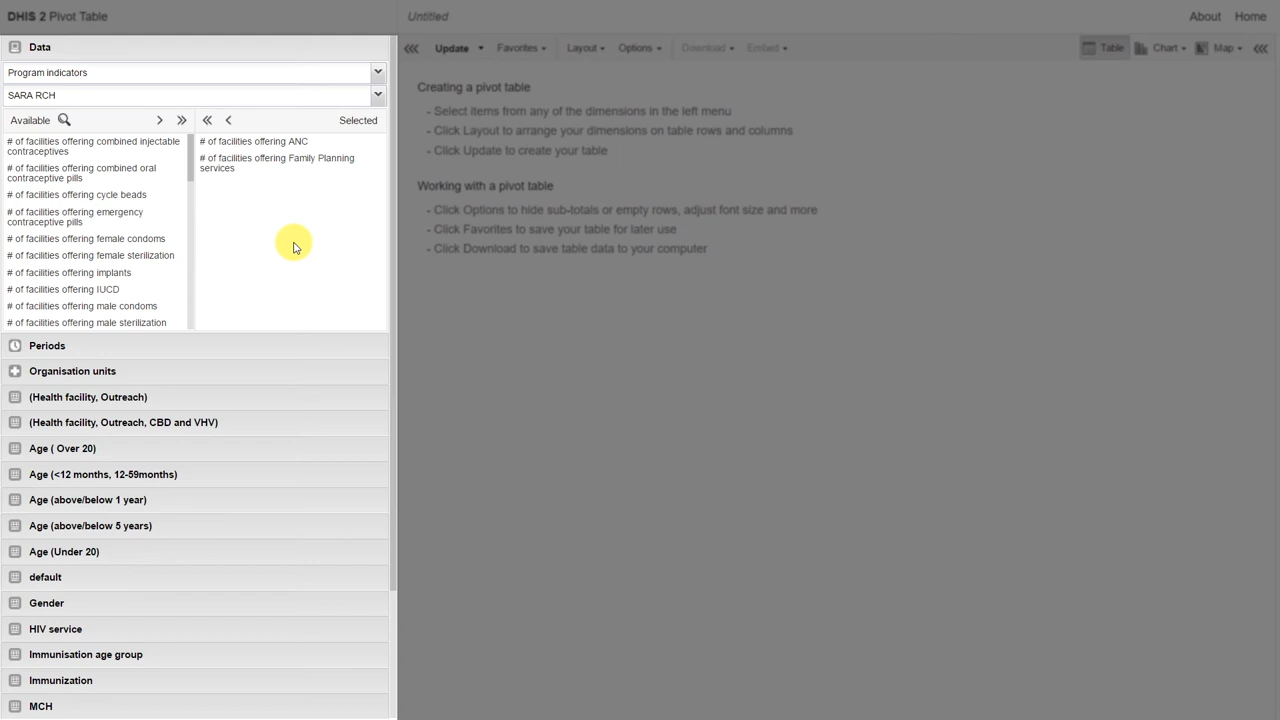 DHIS 2 Pivot Table
Untitled
About
Home
Data
Program indicators
SARA RCH
Available
Selected
# of facilities offering combined injectable
contraceptives
# of facilities offering combined oral
contraceptive pills
# of facilities offering cycle beads
# of facilities offering emergency
contraceptive pills
# of facilities offering female condoms
# of facilities offering female sterilization
# of facilities offering implants
# of facilities offering IUCD
# of facilities offering male condoms
# of facilities offering male sterilization
# of facilities offering ANC
# of facilities offering Family Planning
services
Periods
Organisation units
(Health facility, Outreach)
(Health facility, Outreach, CBD and VHV)
Age ( Over 20)
Age (<12 months, 12-59months)
Age (above/below 1 year)
Age (above/below 5 years)
Age (Under 20)
default
Gender
HIV service
Immunisation age group
Immunization
MCH
Update
Favorites
Layout
Options
Download
Embed
Table
Chart
Map
Creating a pivot table
- Select items from any of the dimensions in the left menu
- Click Layout to arrange your dimensions on table rows and columns
- Click Update to create your table
Working with a pivot table
- Click Options to hide sub-totals or empty rows, adjust font size and more
- Click Favorites to save your table for later use
- Click Download to save table data to your computer